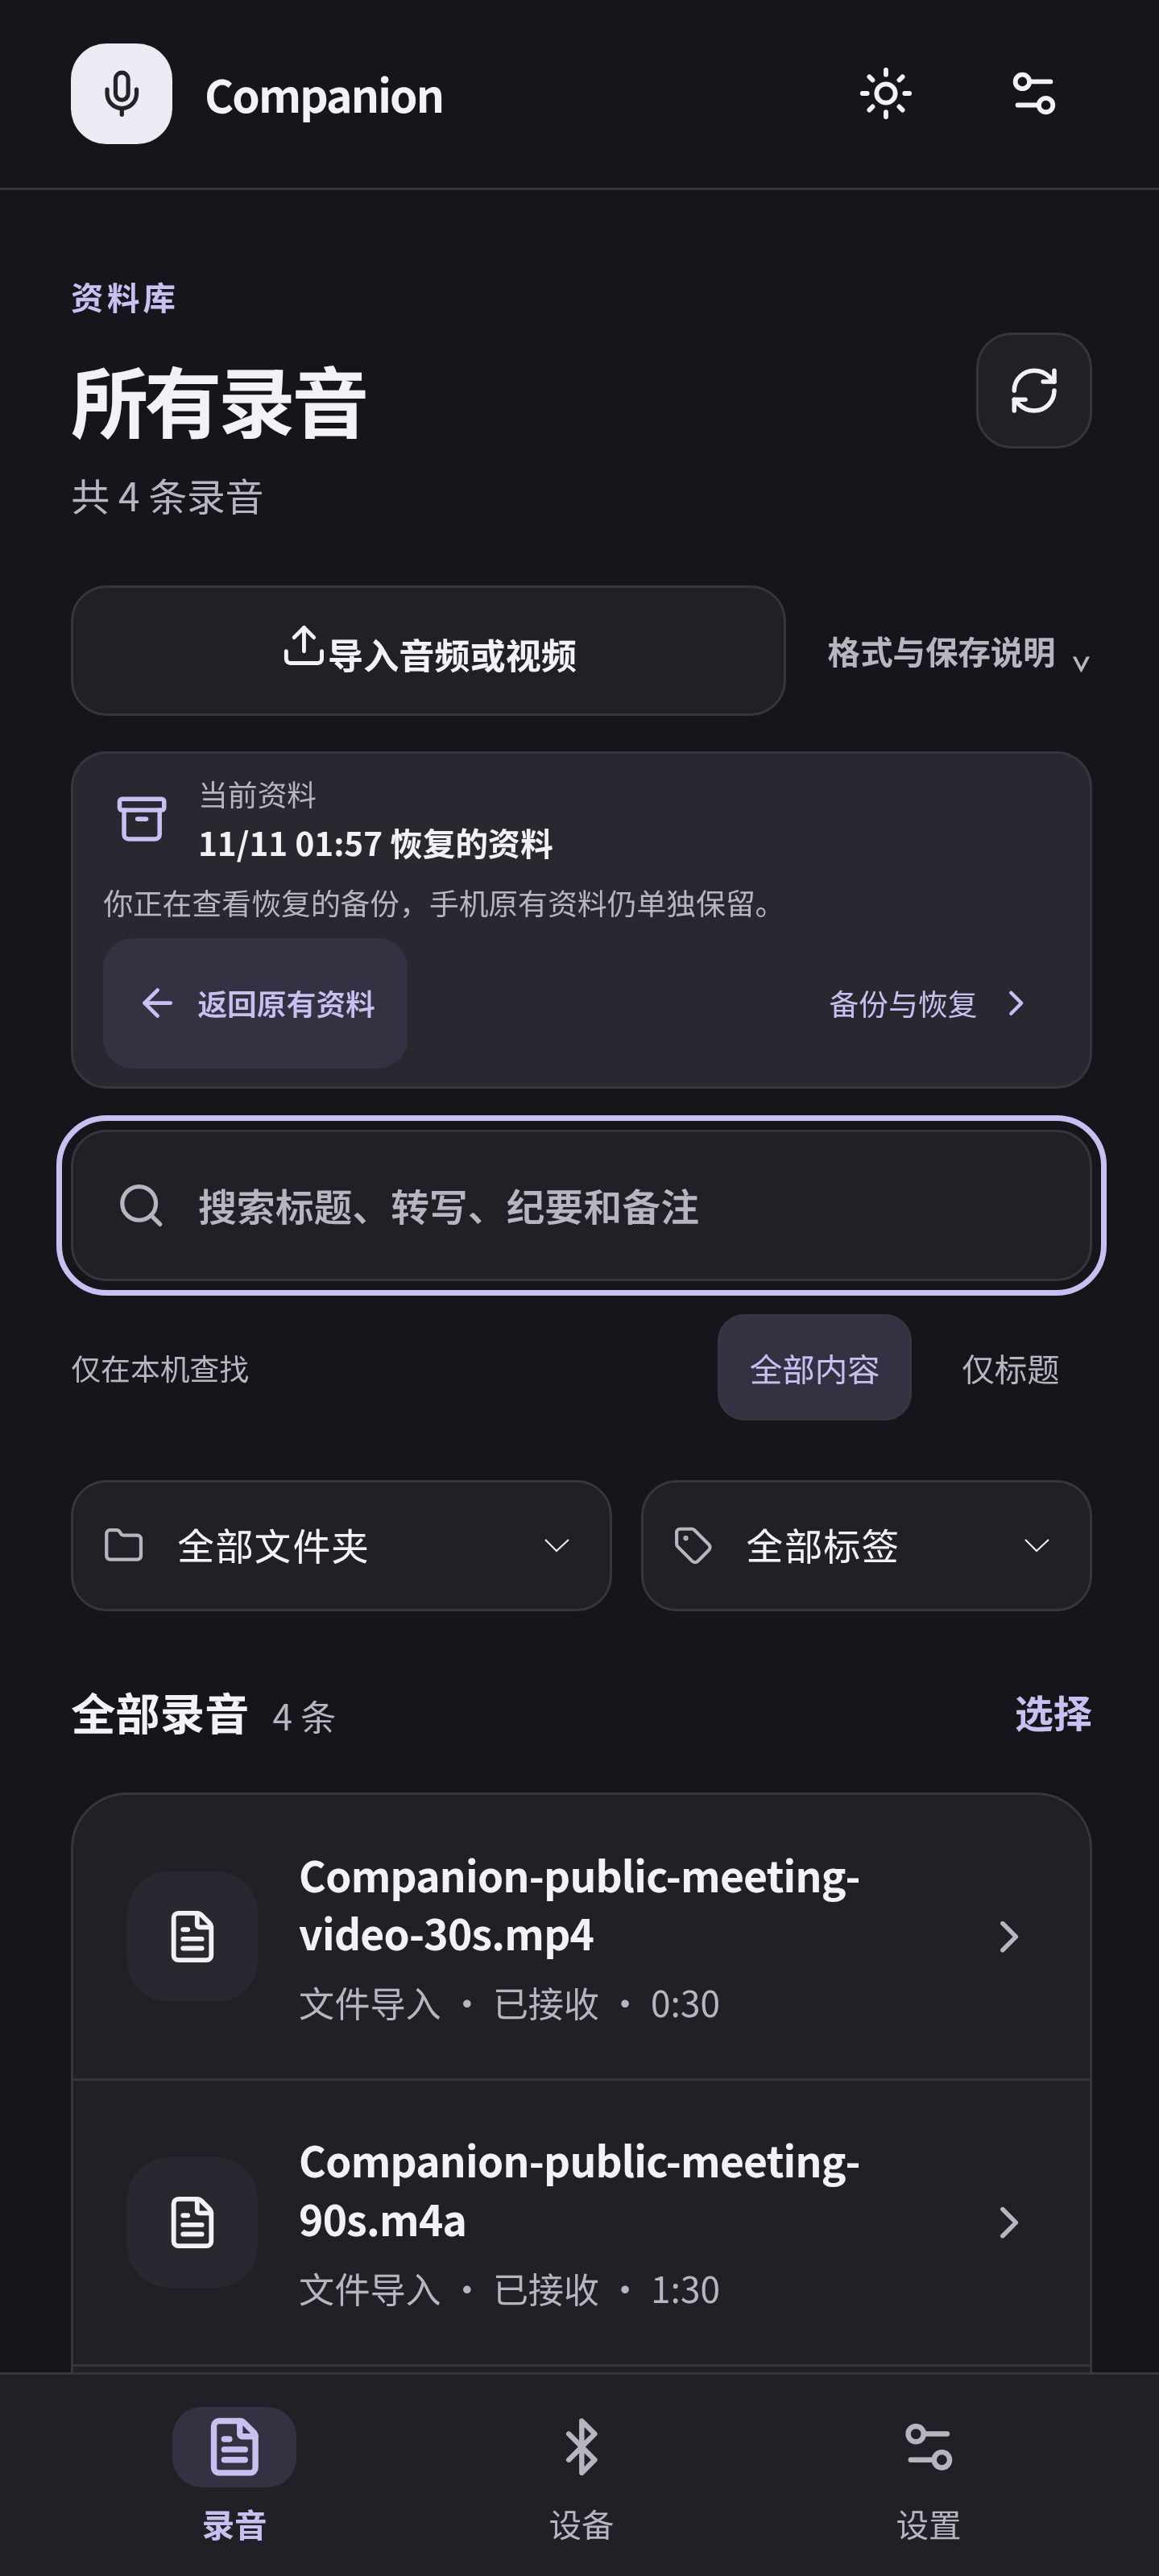 Companion
资料库
所有录音
共 4 条录音
导入音频或视频
格式与保存说明
当前资料
11/11 01:57 恢复的资料
你正在查看恢复的备份，手机原有资料仍单独保留。
返回原有资料
备份与恢复
搜索标题、转写、纪要和备注
仅在本机查找
全部内容
仅标题
全部文件夹
全部标签
全部录音 4 条
选择
Companion-public-meeting-
video-30s.mp4
文件导入 · 已接收 · 0:30
Companion-public-meeting-
90s.m4a
文件导入 · 已接收 · 1:30
录音
设备
设置